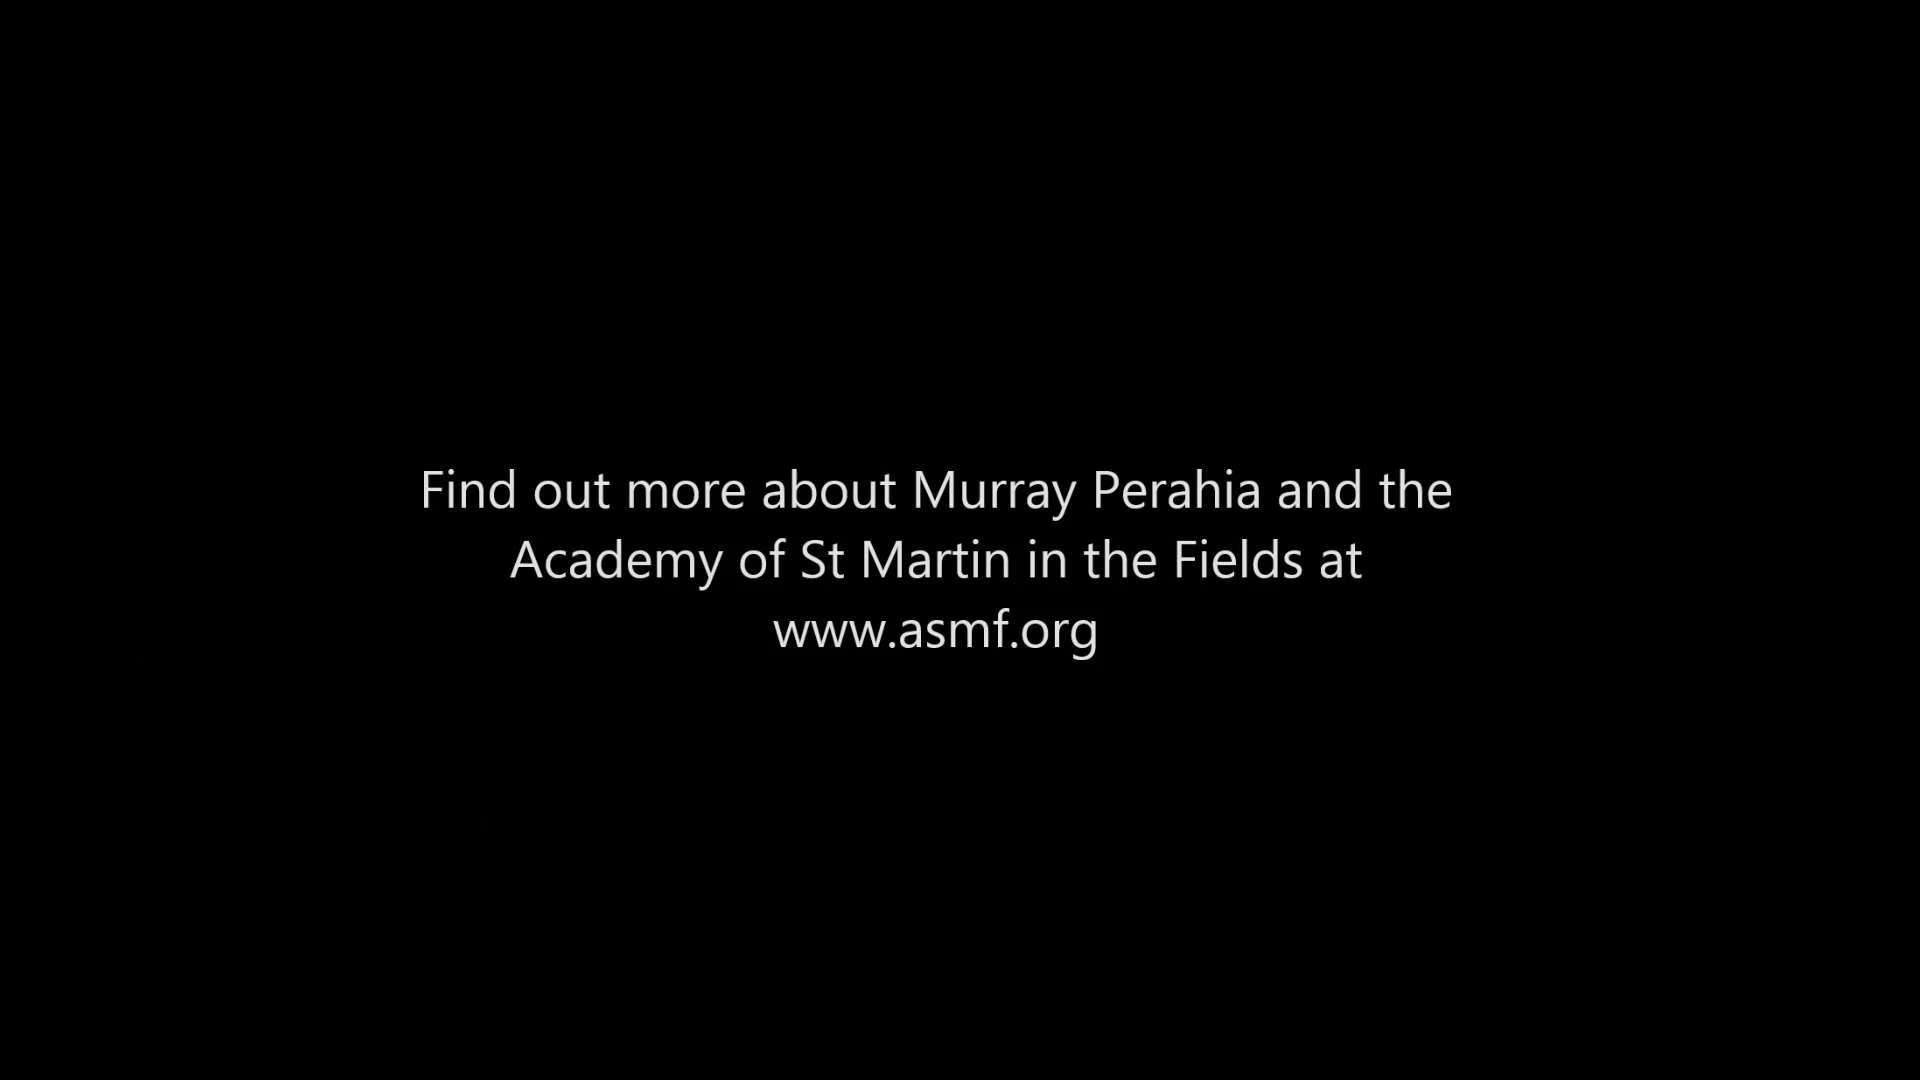 Find out more about Murray Perahia and the
Academy of St Martin in the Fields at
www.asmf.org